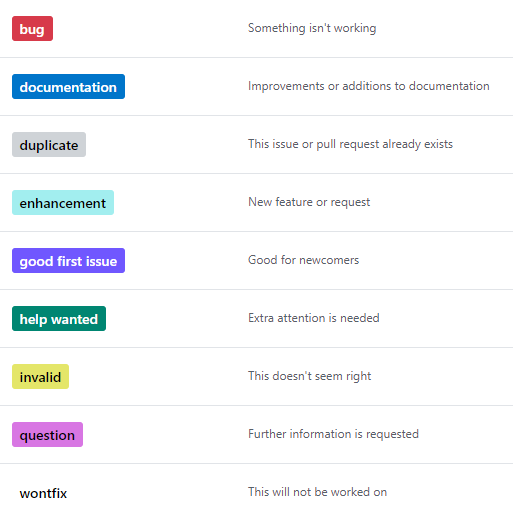 bug Something isn't working
documentation Improvements or additions to documentation
duplicate This issue or pull request already exists
enhancement New feature or request
good first issue Good for newcomers
help wanted Extra attention is needed
invalid This doesn't seem right
question Further information is requested
wontfix This will not be worked on